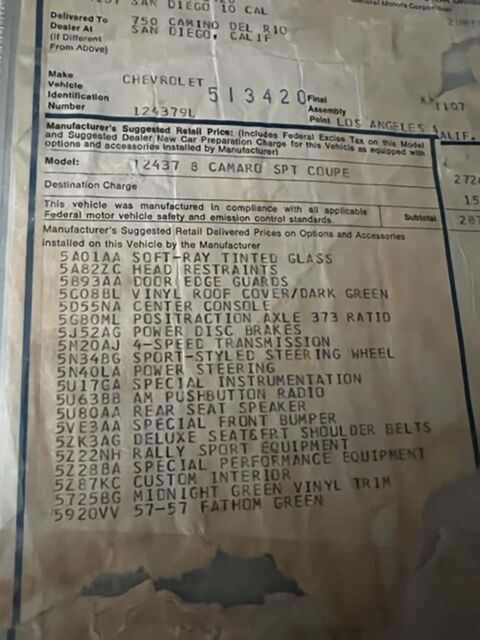 SAN DIEGO 10 CAL
General Motors Corporation
Delivered To 750 CAMINO DEL RIO
Dealer At SAN DIEGO, CALIF
(If Different
From Above)
Make CHEVROLET
Vehicle
Identification 513420 Final
Number 124379L Assembly
Point LOS ANGELES CALIF.
1107
Manufacturer's Suggested Retail Price: (Includes Federal Excise Tax on this Model
and Suggested Dealer New Car Preparation Charge for this Vehicle as equipped with
options and accessories installed by Manufacturer)
Model: 12437 8 CAMARO SPT COUPE
272
Destination Charge
15
This vehicle was manufactured in compliance with all applicable
Federal motor vehicle safety and emission control standards. Subtotal 287
Manufacturer's Suggested Retail Delivered Prices on Options and Accessories
Installed on this Vehicle by the Manufacturer
5A01AA SOFT-RAY TINTED GLASS
5A82ZC HEAD RESTRAINTS
5B93AA DOOR EDGE GUARDS
5C08BL VINYL ROOF COVER/DARK GREEN
5D55NA CENTER CONSOLE
5G80ML POSITRACTION AXLE 373 RATIO
5J52AG POWER DISC BRAKES
5M20AJ 4-SPEED TRANSMISSION
5N34BG SPORT-STYLED STEERING WHEEL
5N40LA POWER STEERING
5U17GA SPECIAL INSTRUMENTATION
5U63BB AM PUSHBUTTON RADIO
5U80AA REAR SEAT SPEAKER
5VE3AA SPECIAL FRONT BUMPER
5ZK3AG DELUXE SEAT&FRT SHOULDER BELTS
5Z22NH RALLY SPORT EQUIPMENT
5Z28BA SPECIAL PERFORMANCE EQUIPMENT
5Z87KC CUSTOM INTERIOR
5725BG MIDNIGHT GREEN VINYL TRIM
5920VV 57-57 FATHOM GREEN